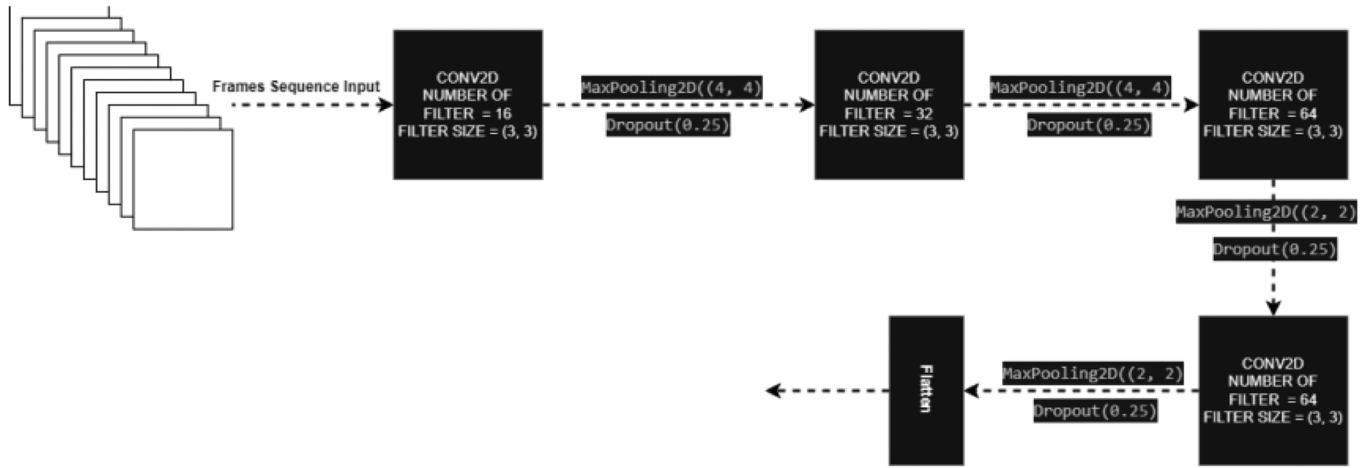 Frames Sequence Input
CONV2D
NUMBER OF
FILTER = 16
FILTER SIZE = (3, 3)
MaxPooling2D((4, 4)
Dropout(0.25)
CONV2D
NUMBER OF
FILTER = 32
FILTER SIZE = (3, 3)
MaxPooling2D((4, 4)
Dropout(0.25)
CONV2D
NUMBER OF
FILTER = 64
FILTER SIZE = (3, 3)
MaxPooling2D((2, 2)
Dropout(0.25)
CONV2D
NUMBER OF
FILTER = 64
FILTER SIZE = (3, 3)
MaxPooling2D((2, 2)
Dropout(0.25)
Flatten